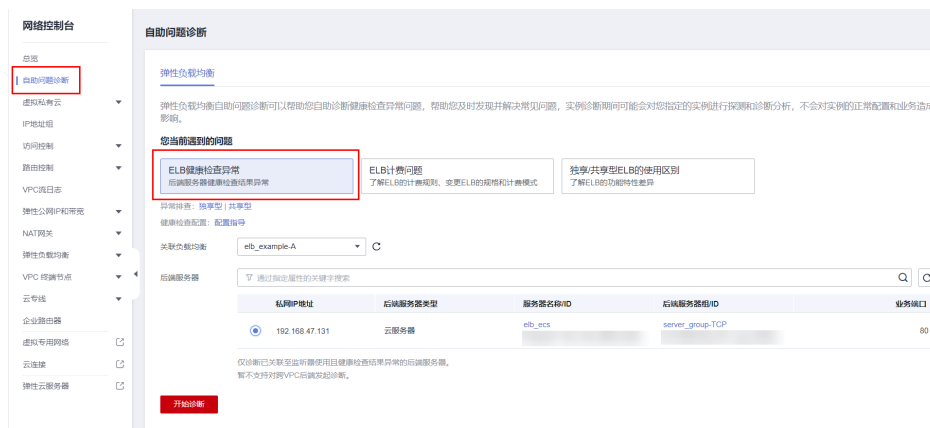 网络控制台
总览
自助问题诊断
虚拟私有云
IP地址组
访问控制
路由控制
VPC流日志
弹性公网IP和带宽
NAT网关
弹性负载均衡
VPC 终端节点
云专线
企业路由器
虚拟专用网络
云连接
弹性云服务器
自助问题诊断
弹性负载均衡
弹性负载均衡自助问题诊断可以帮助您自助诊断健康检查异常问题，帮助您及时发现并解决常见问题，实例诊断期间可能会对您指定的实例进行探测和诊断分析，不会对实例的正常配置和业务造成
影响。
您当前遇到的问题
ELB健康检查异常
后端服务器健康检查结果异常
ELB计费问题
了解ELB的计费规则、变更ELB的规格和计费模式
独享/共享型ELB的使用区别
了解ELB的功能特性差异
异常排查：独享型 | 共享型
健康检查配置：配置指导
关联负载均衡 elb_example-A
后端服务器 通过指定属性的关键字搜索
私网IP地址 后端服务器类型 服务器名称/ID 后端服务器组/ID 业务端口
192.168.47.131 云服务器 elb_ecs server_group-TCP 80
仅诊断已关联至监听器使用且健康检查结果异常的后端服务器。
暂不支持对跨VPC后端发起诊断。
开始诊断